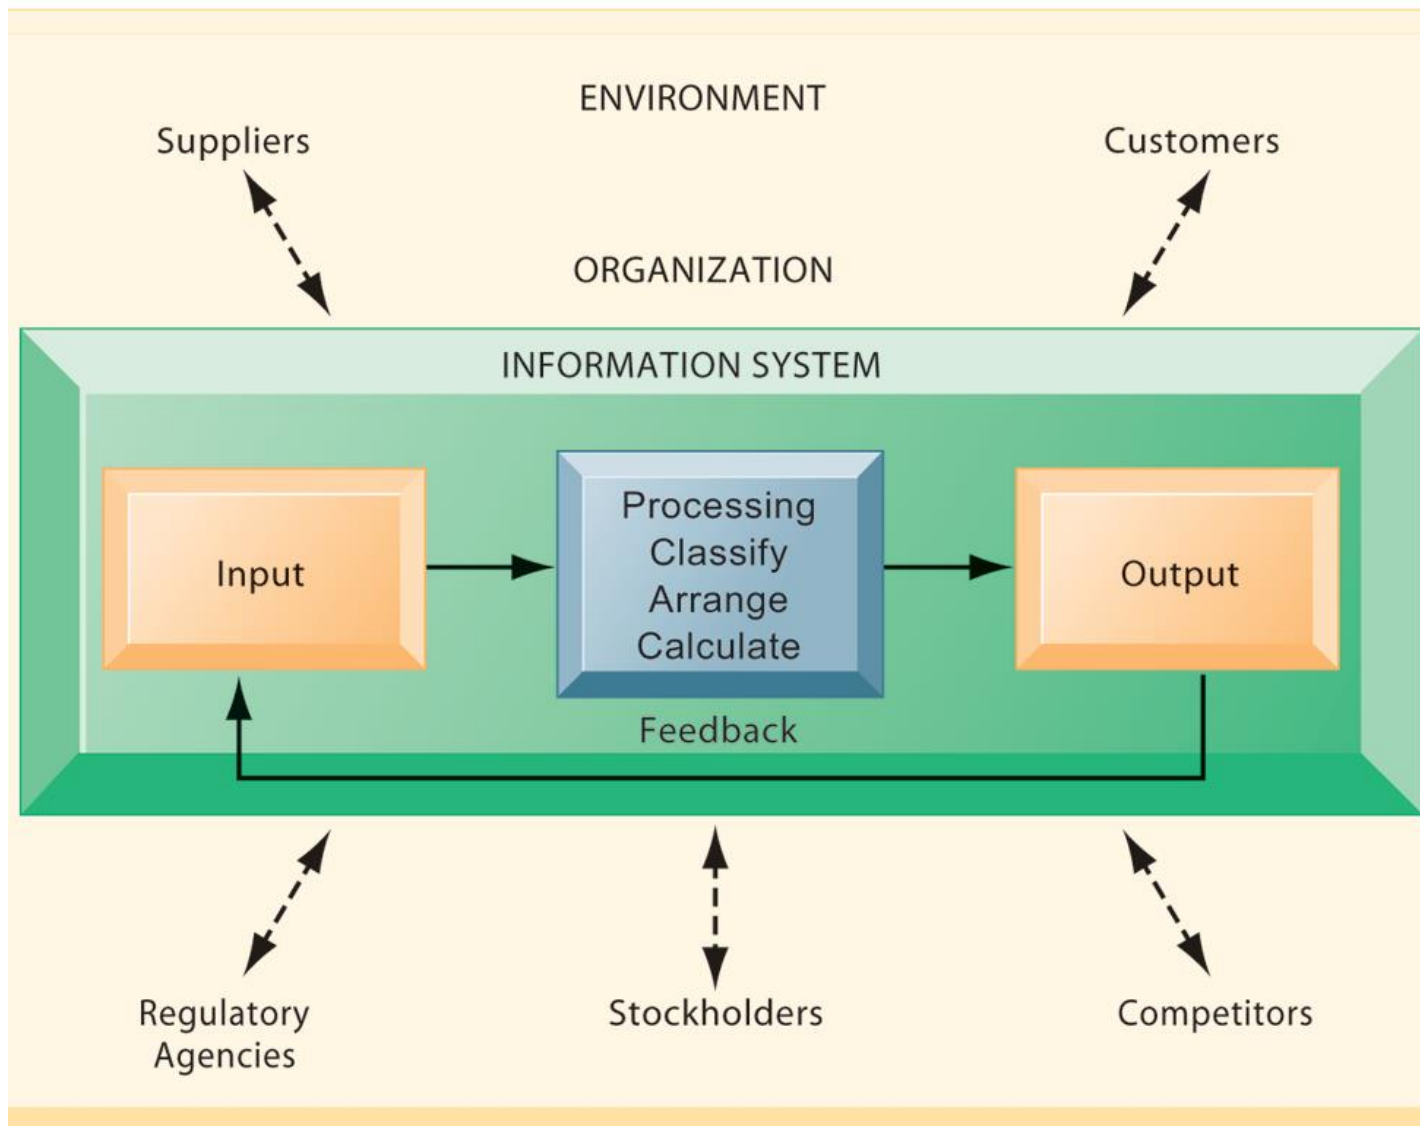 ENVIRONMENT
Suppliers
Customers
ORGANIZATION
INFORMATION SYSTEM
Input
Processing
Classify
Arrange
Calculate
Output
Feedback
Regulatory
Agencies
Stockholders
Competitors